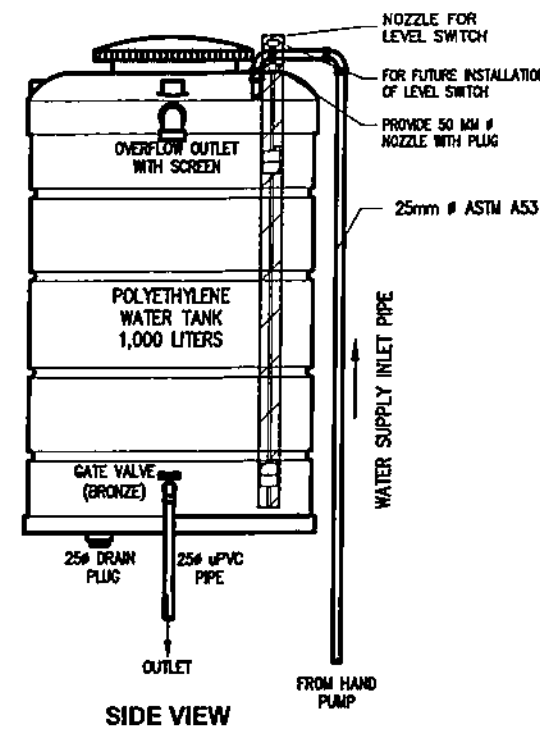 NOZZLE FOR
LEVEL SWITCH
FOR FUTURE INSTALLATION
OF LEVEL SWITCH
PROVIDE 50 MM ø
NOZZLE WITH PLUG
OVERFLOW OUTLET
WITH SCREEN
25mm ø ASTM A53
POLYETHYLENE
WATER TANK
1,000 LITERS
WATER SUPPLY INLET PIPE
GATE VALVE
(BRONZE)
25ø DRAIN
PLUG
25ø uPVC
PIPE
OUTLET
FROM HAND
PUMP
SIDE VIEW